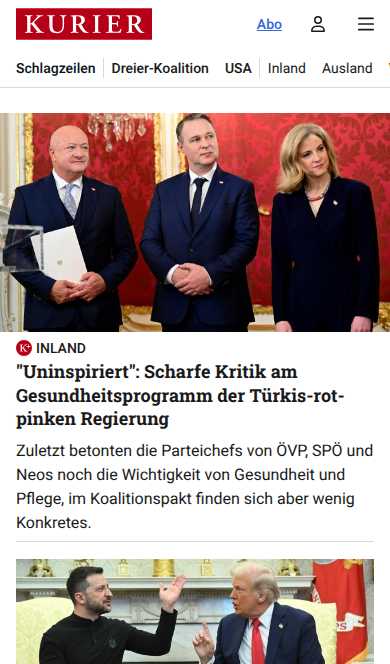 KURIER
Abo
Schlagzeilen Dreier-Koalition USA Inland Ausland
K+ INLAND
"Uninspiriert": Scharfe Kritik am
Gesundheitsprogramm der Türkis-rot-
pinken Regierung
Zuletzt betonten die Parteichefs von ÖVP, SPÖ und
Neos noch die Wichtigkeit von Gesundheit und
Pflege, im Koalitionspakt finden sich aber wenig
Konkretes.